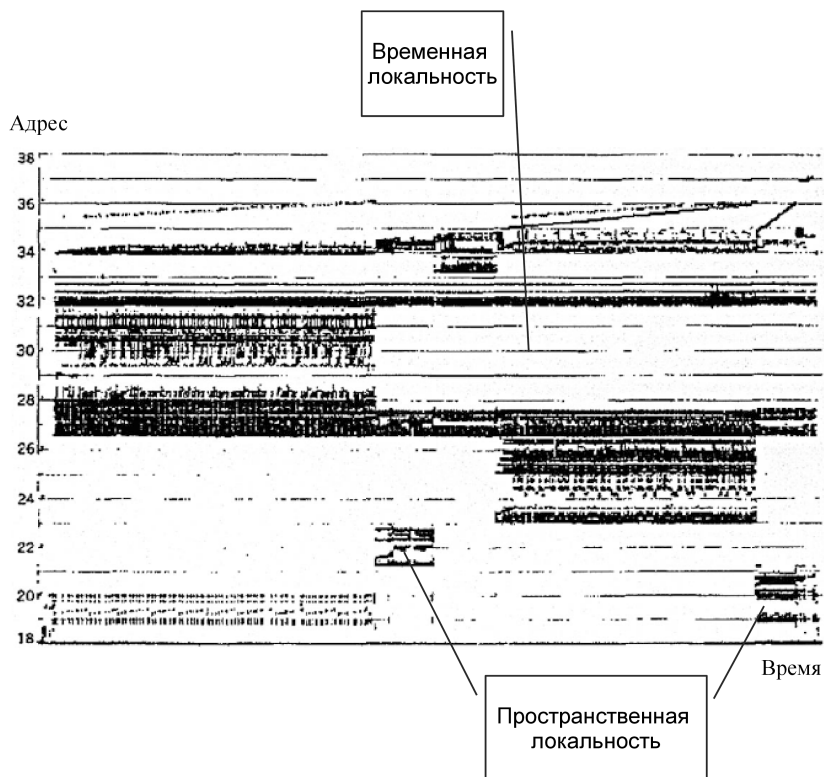 Временная
локальность
Адрес
38
36
34
32
30
28
26
24
22
20
18
Время
Пространственная
локальность